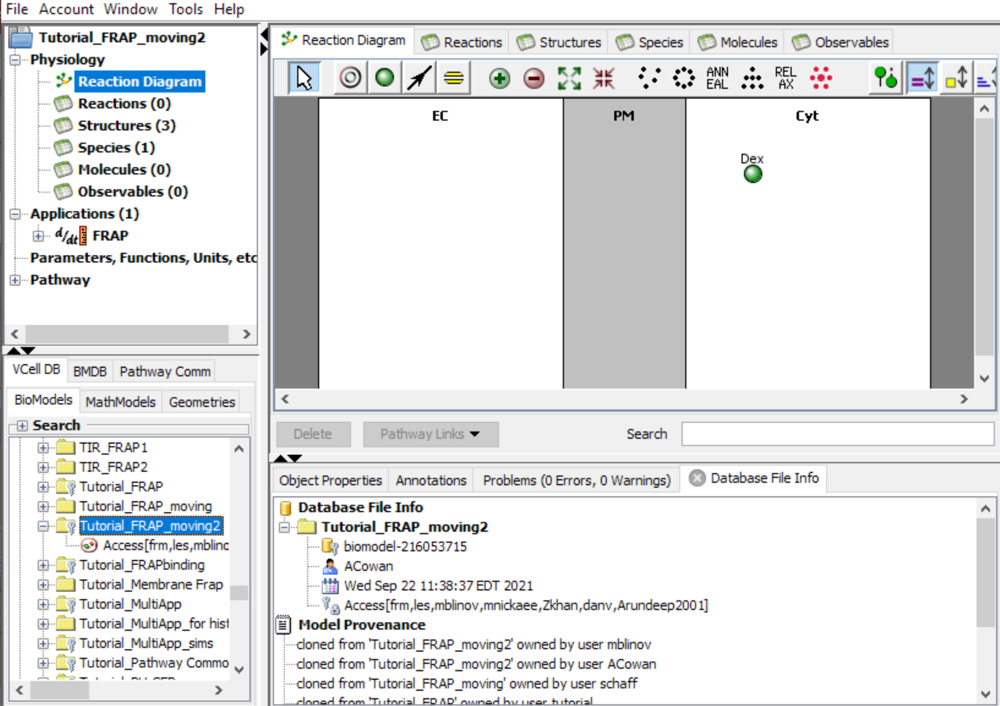 File Account Window Tools Help
Tutorial_FRAP_moving2
Physiology
Reaction Diagram
Reactions (0)
Structures (3)
Species (1)
Molecules (0)
Observables (0)
Applications (1)
d/dt FRAP
Parameters, Functions, Units, etc
Pathway
VCell DB BMDB Pathway Comm
BioModels MathModels Geometries
Search
TIR_FRAP1
TIR_FRAP2
Tutorial_FRAP
Tutorial_FRAP_moving
Tutorial_FRAP_moving2
Access[frm,les,mblino
Tutorial_FRAPbinding
Tutorial_Membrane Frap
Tutorial_MultiApp
Tutorial_MultiApp_for hist
Tutorial_MultiApp_sims
Tutorial_Pathway Commo
Reaction Diagram Reactions Structures Species Molecules Observables
ANN
EAL
REL
AX
EC PM Cyt
Dex
Delete Pathway Links Search
Object Properties Annotations Problems (0 Errors, 0 Warnings) Database File Info
Database File Info
Tutorial_FRAP_moving2
biomodel-216053715
ACowan
Wed Sep 22 11:38:37 EDT 2021
Access[frm,les,mblinov,mnickaee,Zkhan,danv,Arundeep2001]
Model Provenance
cloned from 'Tutorial_FRAP_moving2' owned by user mblinov
cloned from 'Tutorial_FRAP_moving2' owned by user ACowan
cloned from 'Tutorial_FRAP_moving' owned by user schaff
cloned from 'Tutorial_FRAP' owned by user tutorial